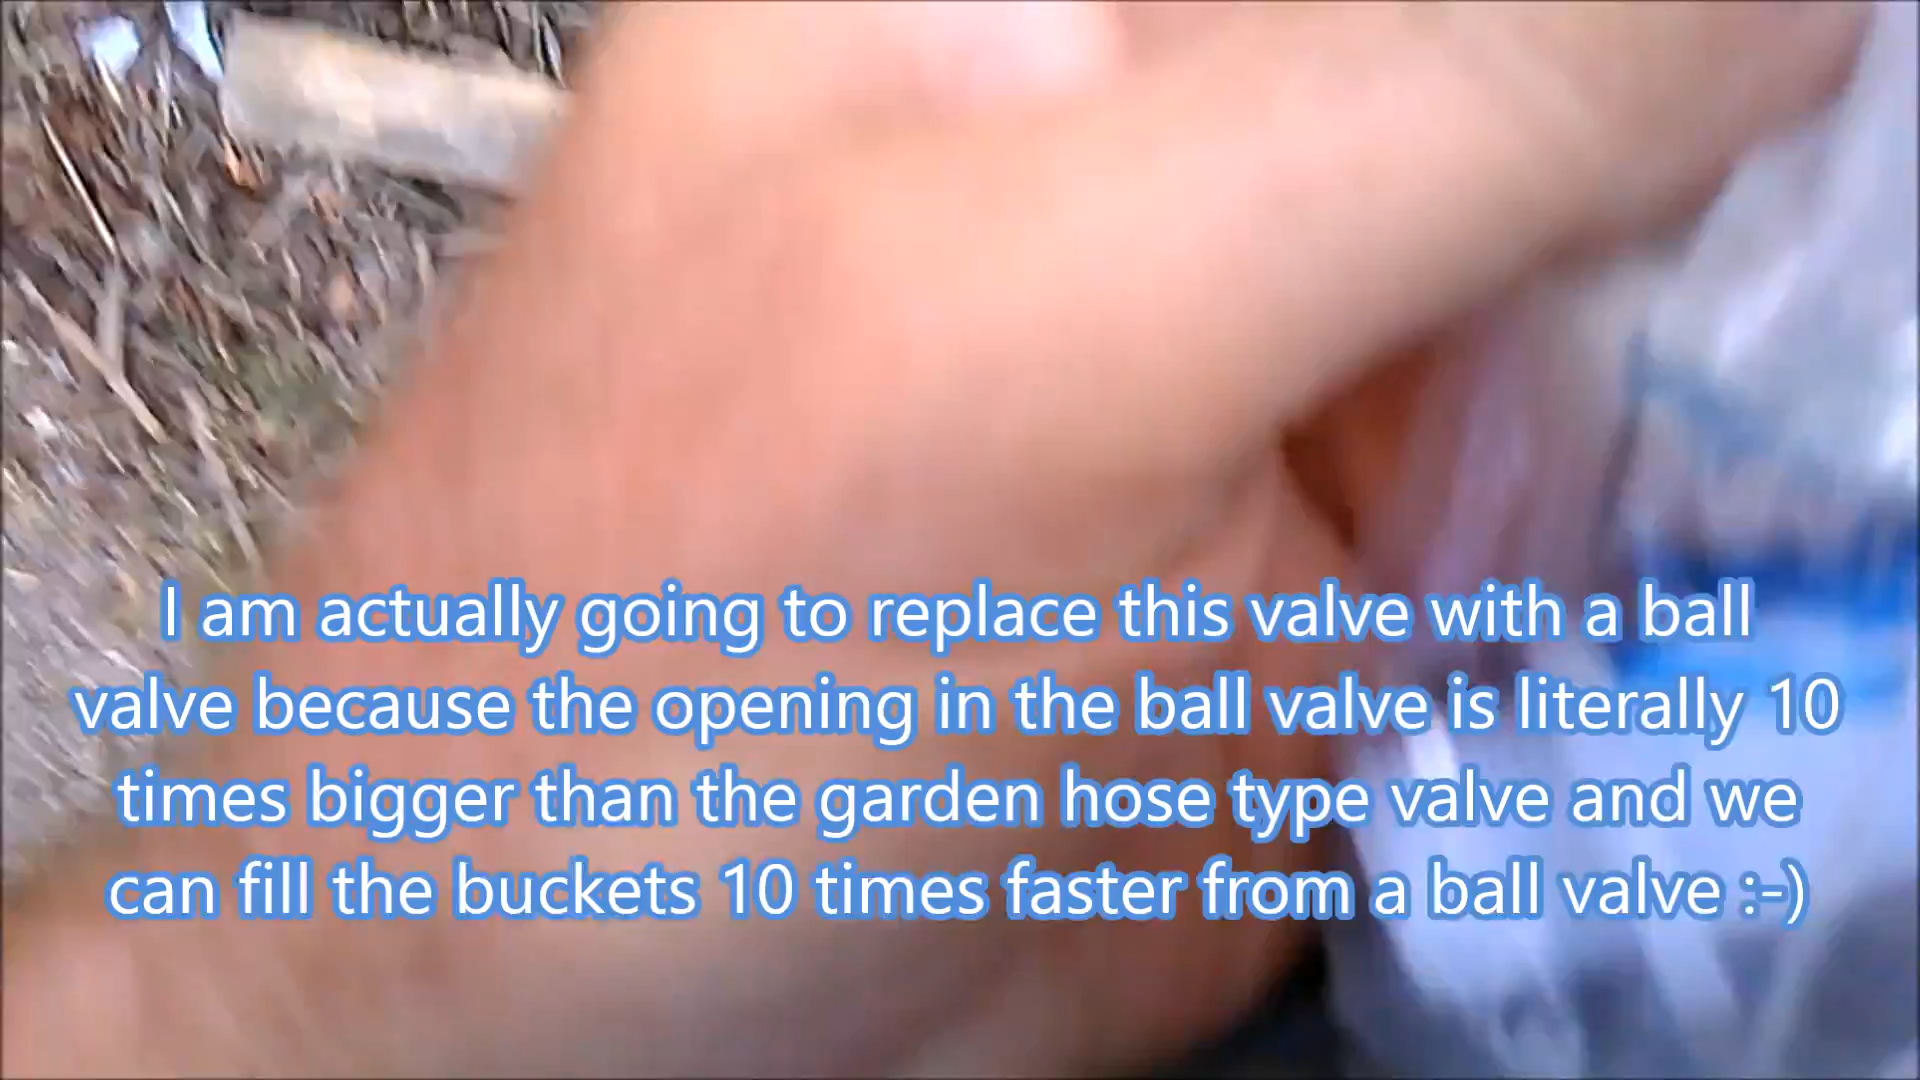 I am actually going to replace this valve with a ball
valve because the opening in the ball valve is literally 10
times bigger than the garden hose type valve and we
can fill the buckets 10 times faster from a ball valve :-)